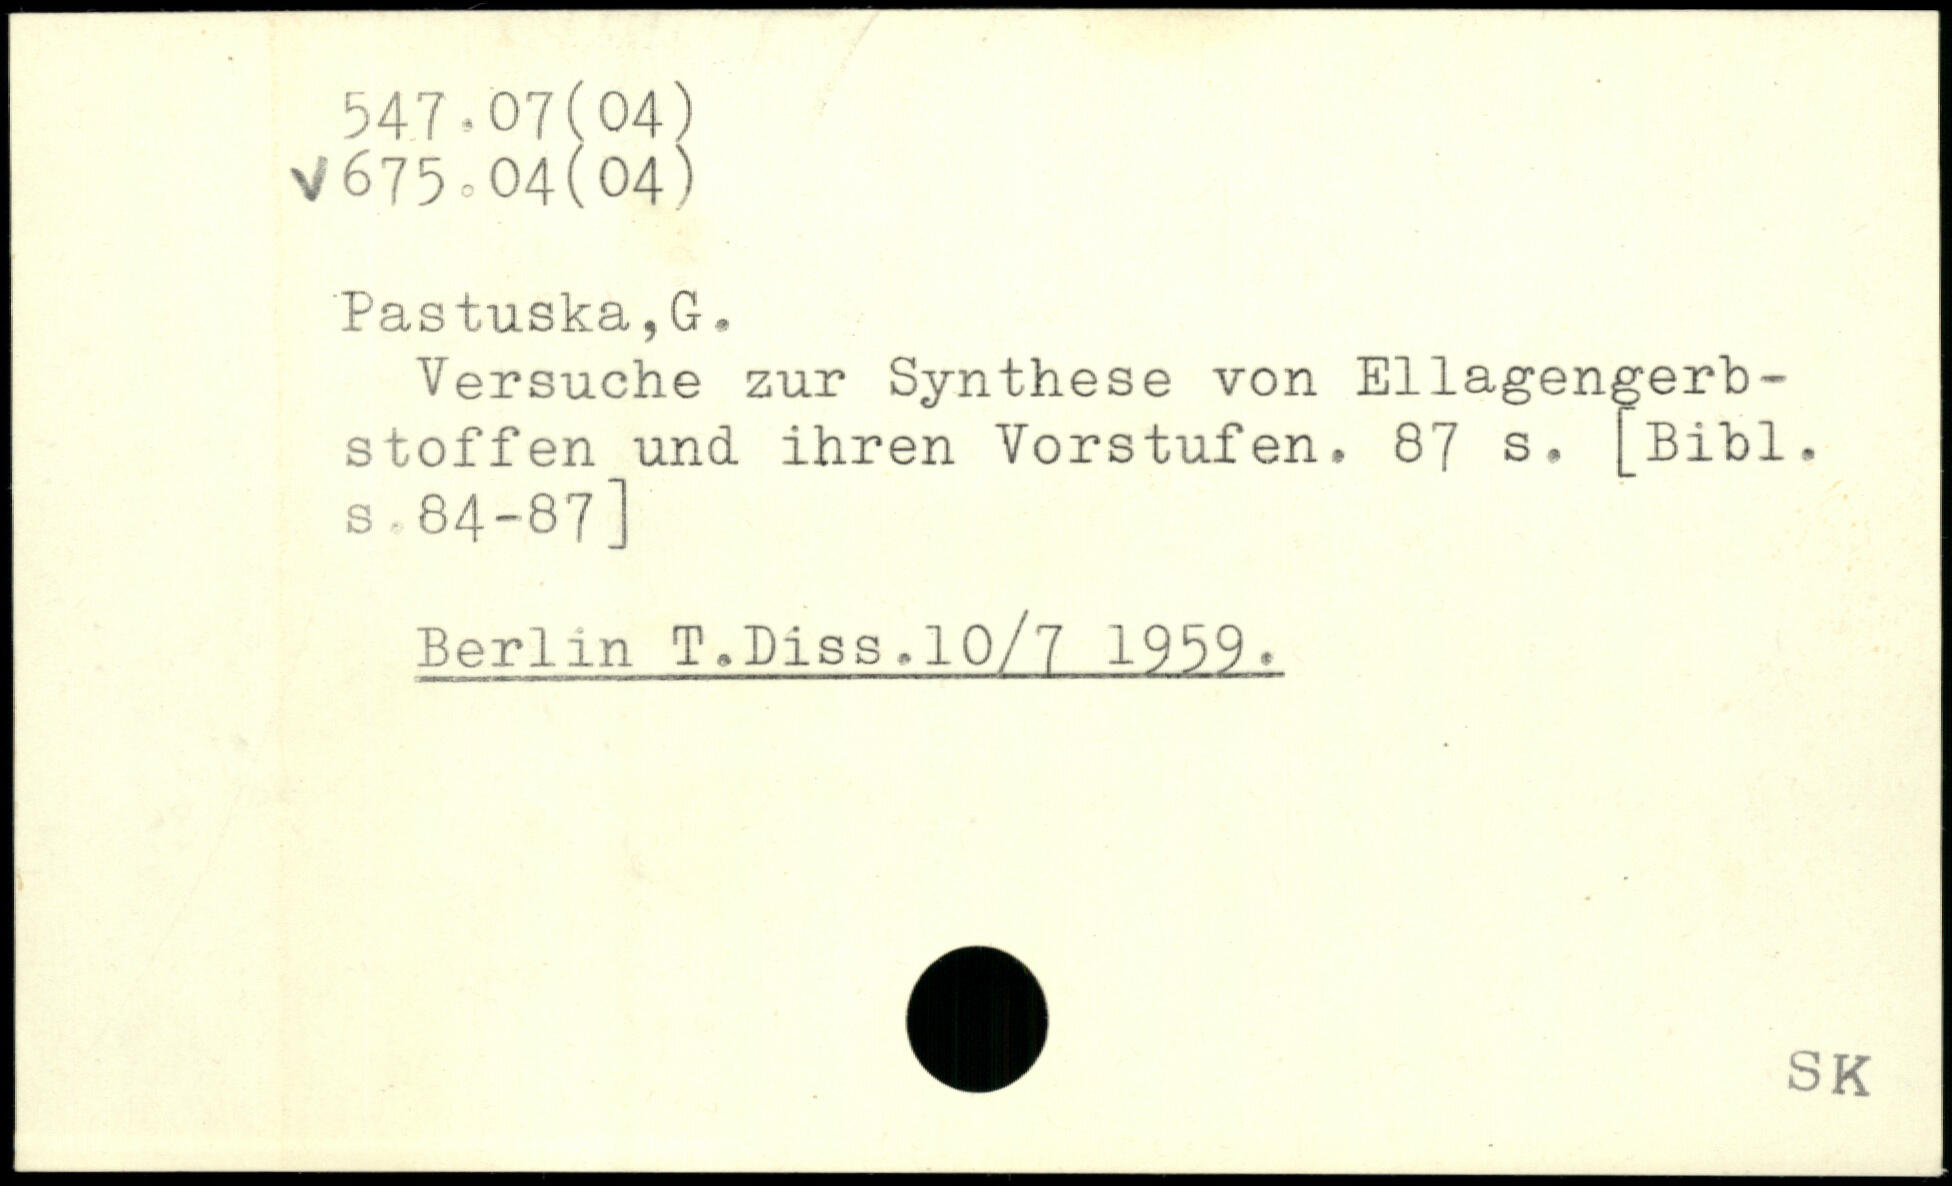 547.07(04)
✓675.04(04)
Pastuska,G.
Versuche zur Synthese von Ellagengerb-
stoffen und ihren Vorstufen. 87 s. [Bibl.
s.84-87]
Berlin T.Diss.10/7 1959.
SK